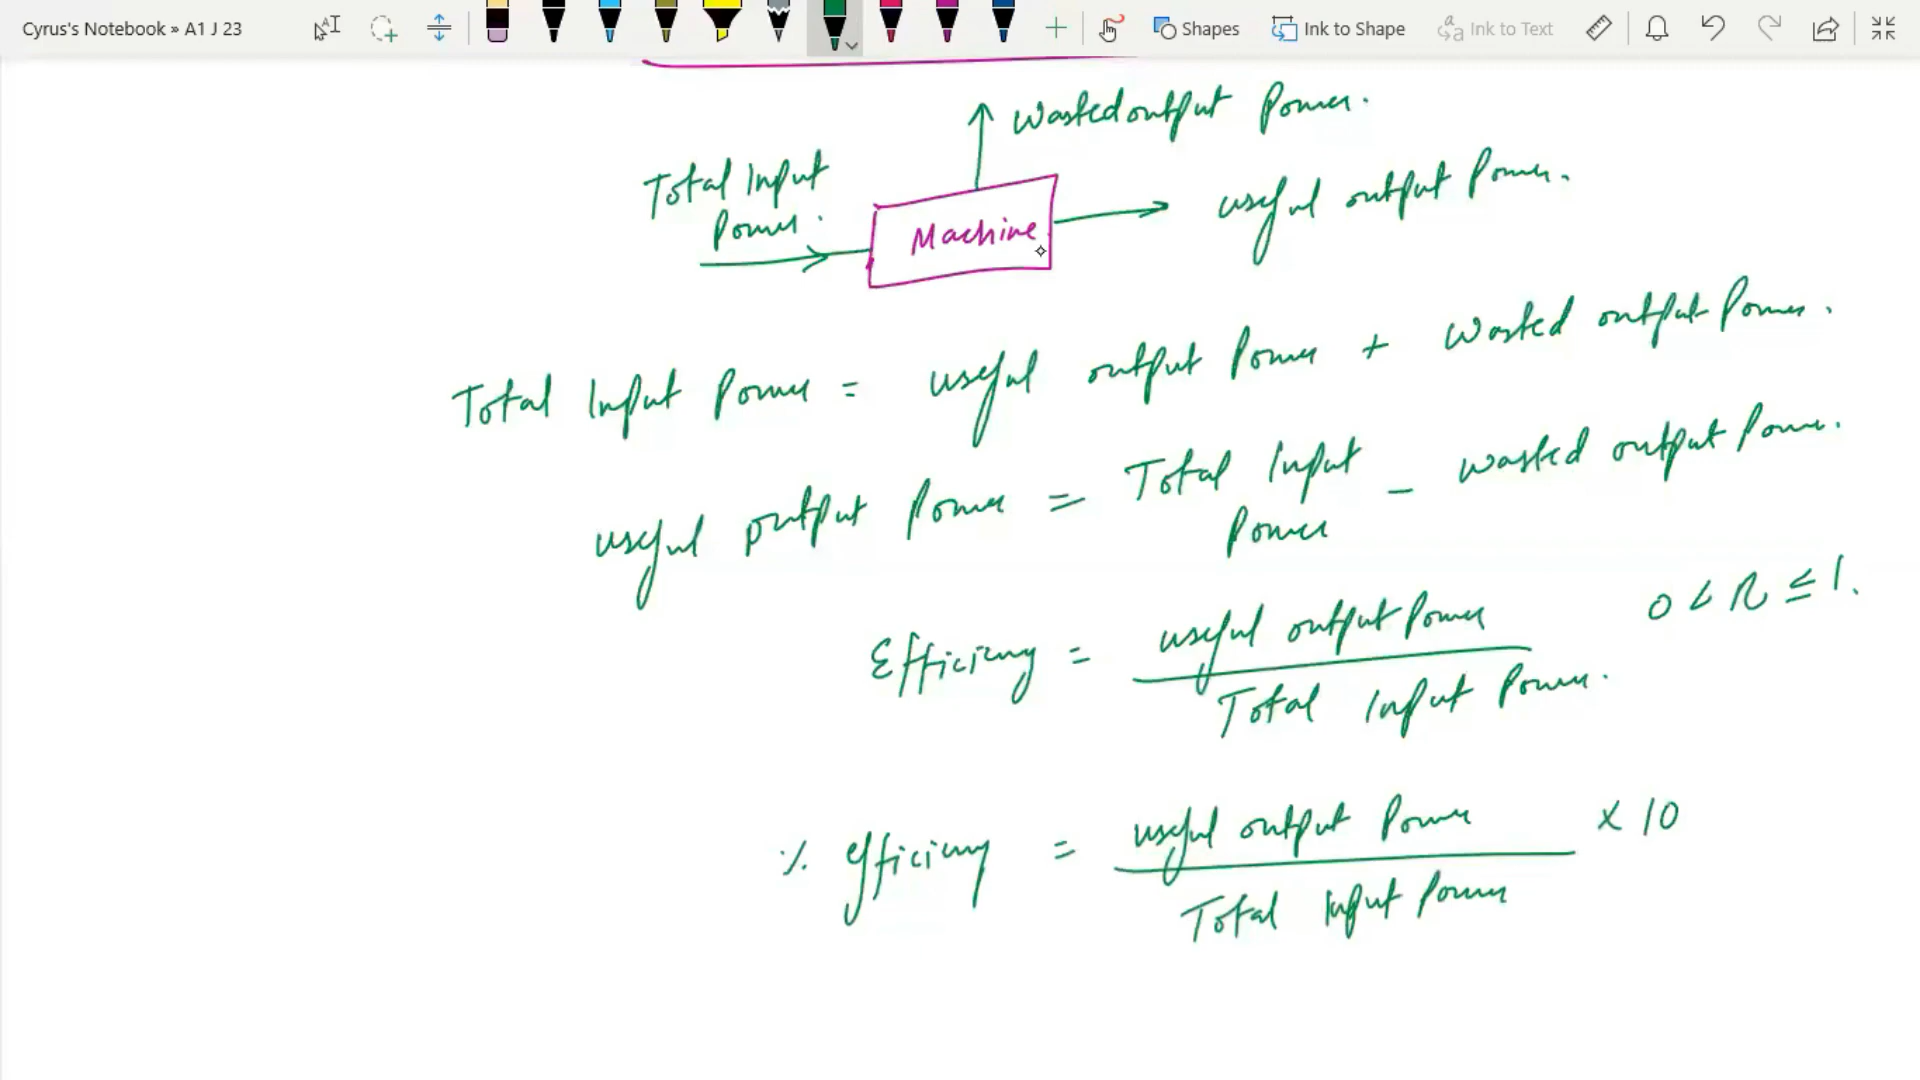 Cyrus's Notebook » A1 J 23
Shapes
Ink to Shape
Ink to Text
Wasted output Power.
Total Input
Power.
useful output Power.
Machine
Total Input Power = useful output Power + Wasted output Power.
useful output Power = Total Input Power - wasted output Power.
0 < η ≤ 1.
Efficiency = useful output Power
Total Input Power.
% efficiency = useful output Power × 10
Total Input Power